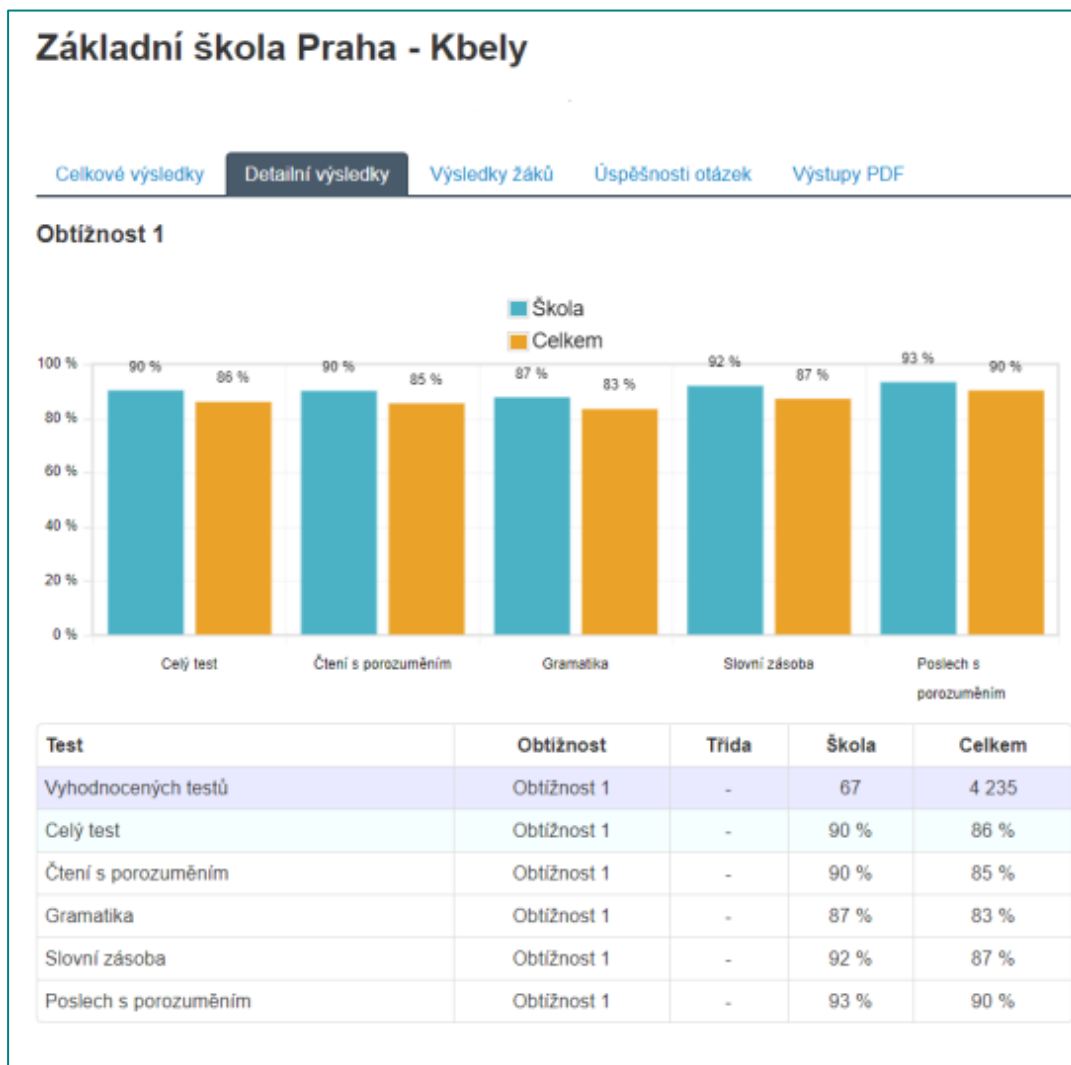 Základní škola Praha - Kbely
Celkové výsledky Detailní výsledky Výsledky žáků Úspěšnosti otázek Výstupy PDF
Obtížnost 1
Škola
Celkem
100 %
80 %
60 %
40 %
20 %
0 %
90 % 86 % 90 % 85 % 87 % 83 % 92 % 87 % 93 % 90 %
Celý test Čtení s porozuměním Gramatika Slovní zásoba Poslech s
porozuměním
Test Obtížnost Třída Škola Celkem
Vyhodnocených testů Obtížnost 1 - 67 4 235
Celý test Obtížnost 1 - 90 % 86 %
Čtení s porozuměním Obtížnost 1 - 90 % 85 %
Gramatika Obtížnost 1 - 87 % 83 %
Slovní zásoba Obtížnost 1 - 92 % 87 %
Poslech s porozuměním Obtížnost 1 - 93 % 90 %